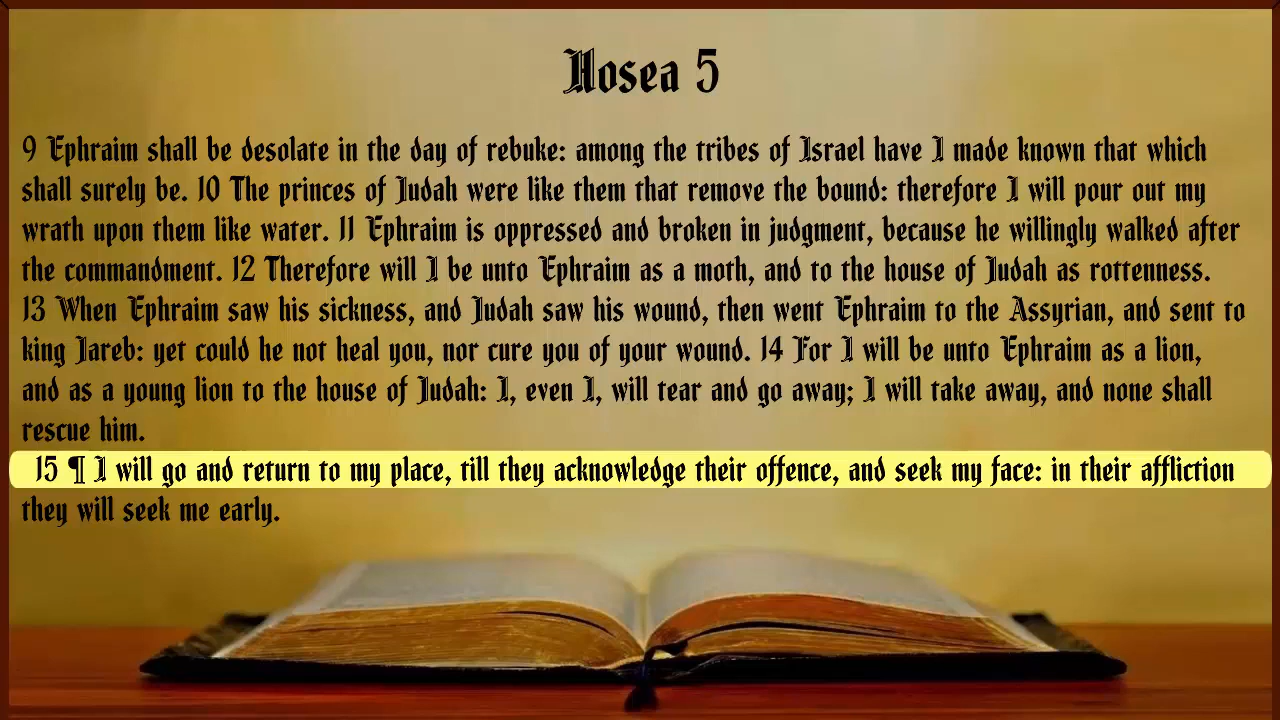 Hosea 5
9 Ephraim shall be desolate in the day of rebuke: among the tribes of Israel have I made known that which
shall surely be. 10 The princes of Judah were like them that remove the bound: therefore I will pour out my
wrath upon them like water. 11 Ephraim is oppressed and broken in judgment, because he willingly walked after
the commandment. 12 Therefore will I be unto Ephraim as a moth, and to the house of Judah as rottenness.
13 When Ephraim saw his sickness, and Judah saw his wound, then went Ephraim to the Assyrian, and sent to
king Jareb: yet could he not heal you, nor cure you of your wound. 14 For I will be unto Ephraim as a lion,
and as a young lion to the house of Judah: I, even I, will tear and go away; I will take away, and none shall
rescue him.
15 ¶ I will go and return to my place, till they acknowledge their offence, and seek my face: in their affliction
they will seek me early.